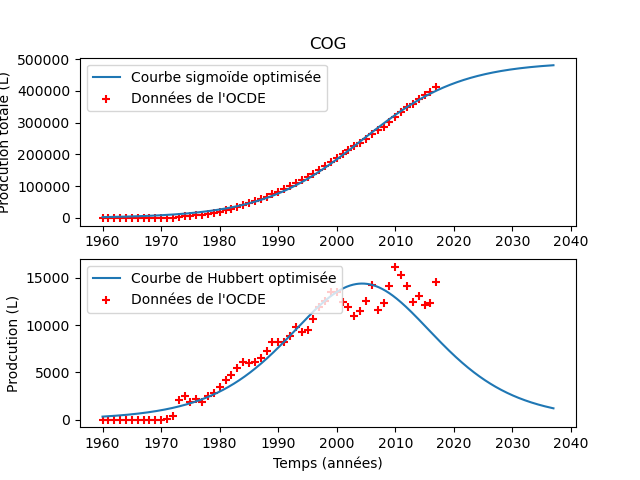 COG
Prodcution totale (L)
500000
400000
300000
200000
100000
0
Courbe sigmoïde optimisée
Données de l'OCDE
1960 1970 1980 1990 2000 2010 2020 2030 2040
Prodcution (L)
15000
10000
5000
0
Courbe de Hubbert optimisée
Données de l'OCDE
1960 1970 1980 1990 2000 2010 2020 2030 2040
Temps (années)